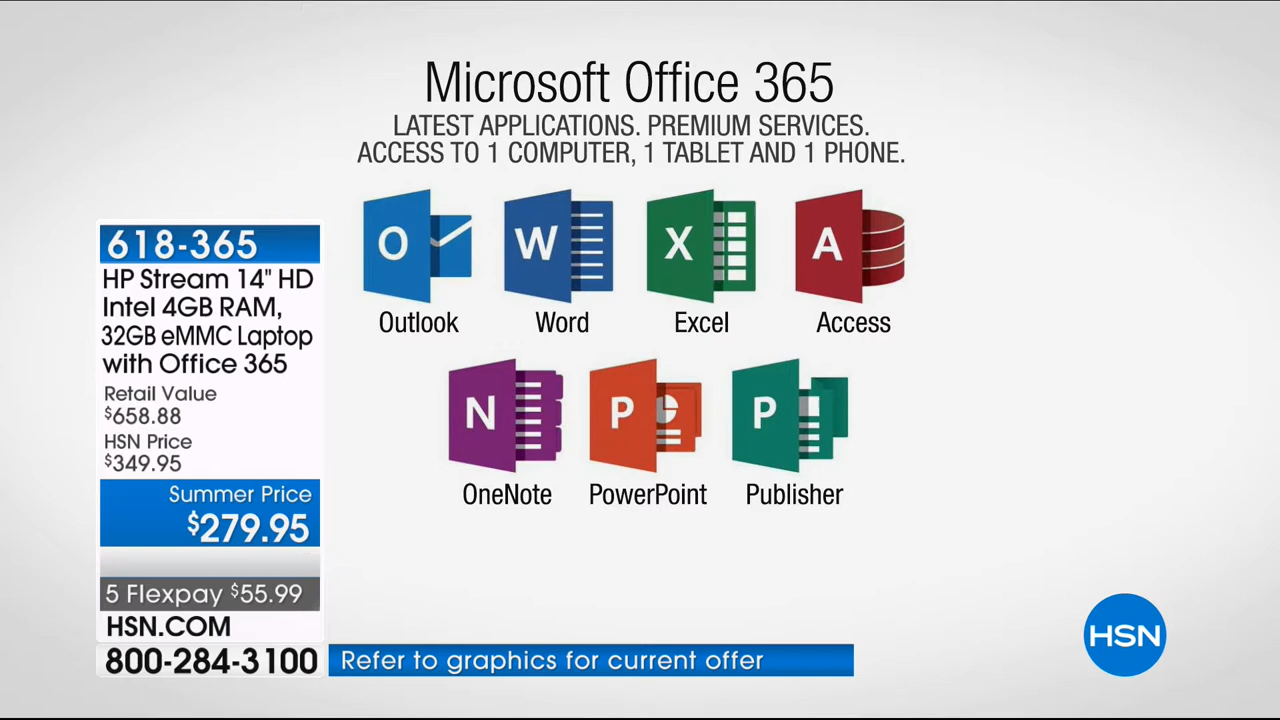 Microsoft Office 365
LATEST APPLICATIONS. PREMIUM SERVICES.
ACCESS TO 1 COMPUTER, 1 TABLET AND 1 PHONE.
O
W
X
A
Outlook
Word
Excel
Access
N
P
P
OneNote
PowerPoint
Publisher
618-365
HP Stream 14" HD
Intel 4GB RAM,
32GB eMMC Laptop
with Office 365
Retail Value
$658.88
HSN Price
$349.95
Summer Price
$279.95
5 Flexpay $55.99
HSN.COM
800-284-3100
Refer to graphics for current offer
HSN